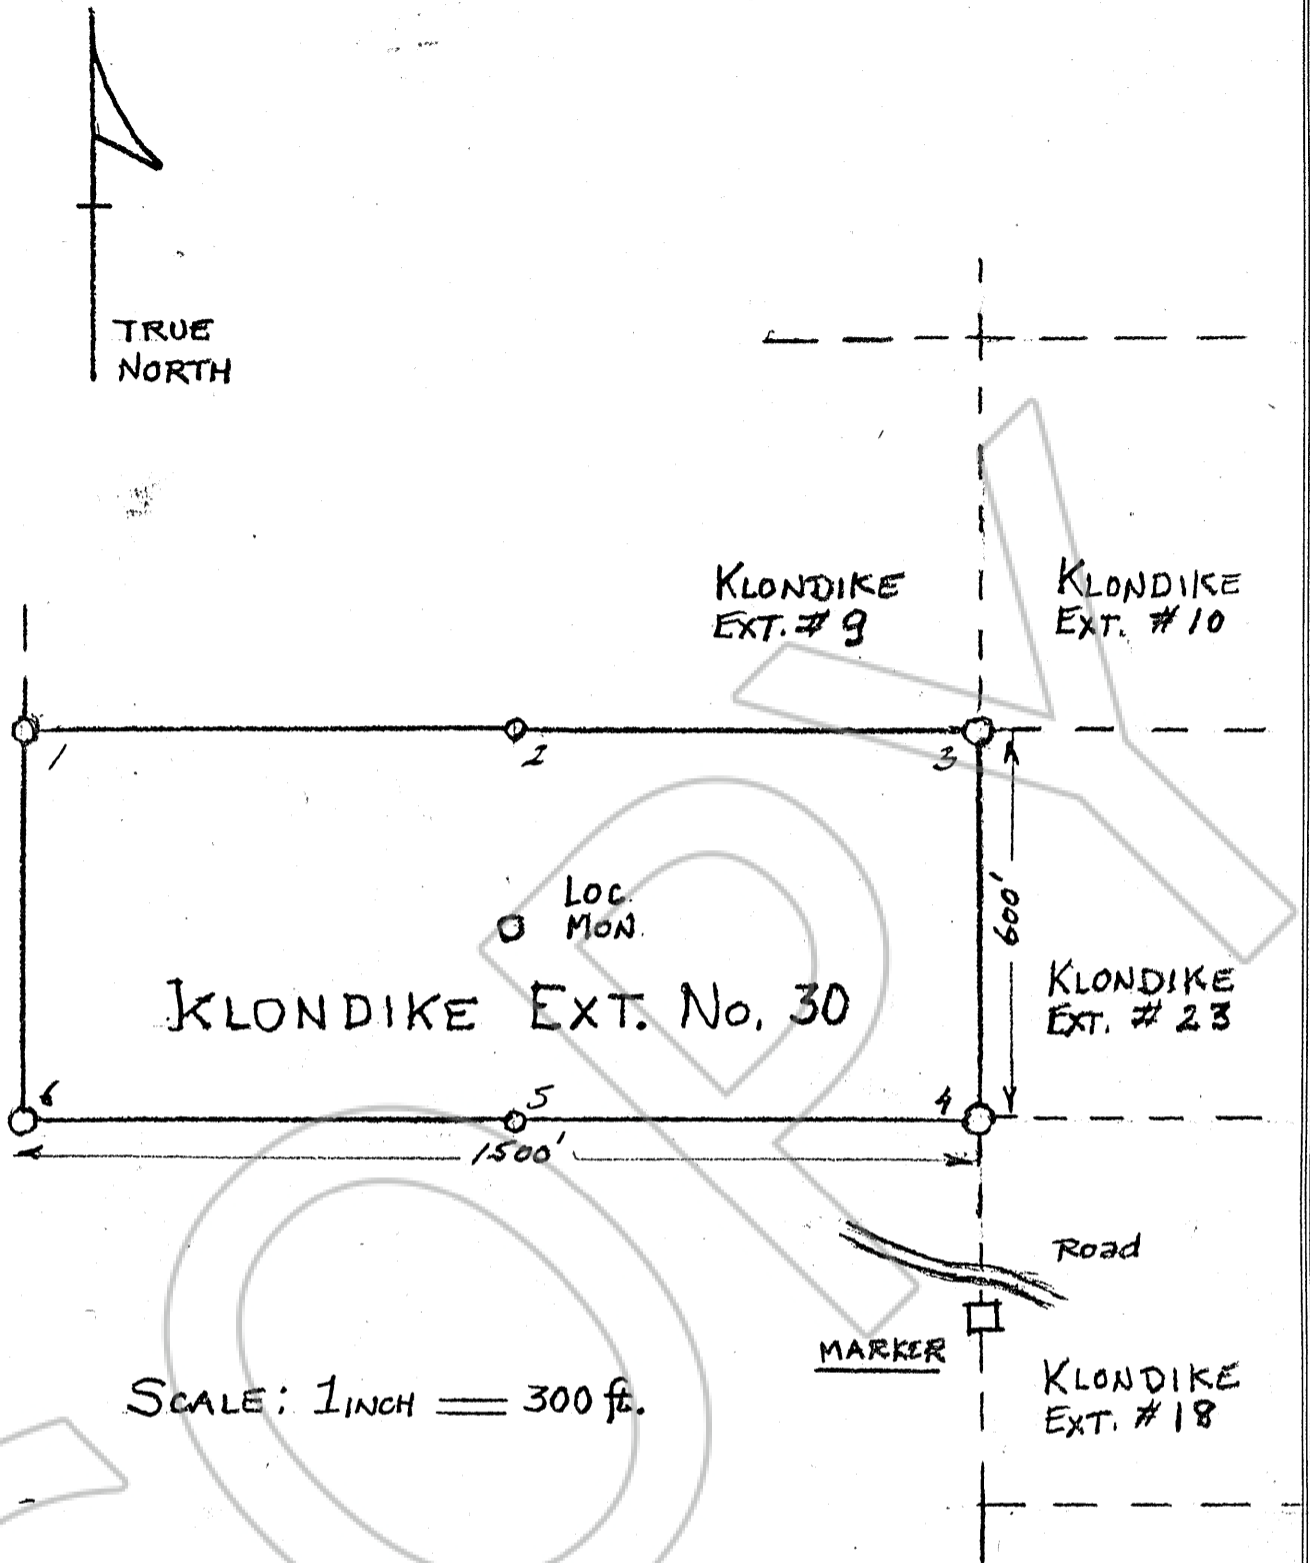 TRUE
NORTH
KLONDIKE
EXT. # 9
KLONDIKE
EXT. # 10
1
2
3
600'
LOC.
MON.
KLONDIKE EXT. No. 30
KLONDIKE
EXT. # 23
6
5
4
1500'
Road
MARKER
KLONDIKE
EXT. # 18
SCALE: 1 INCH = 300 ft.
COPY